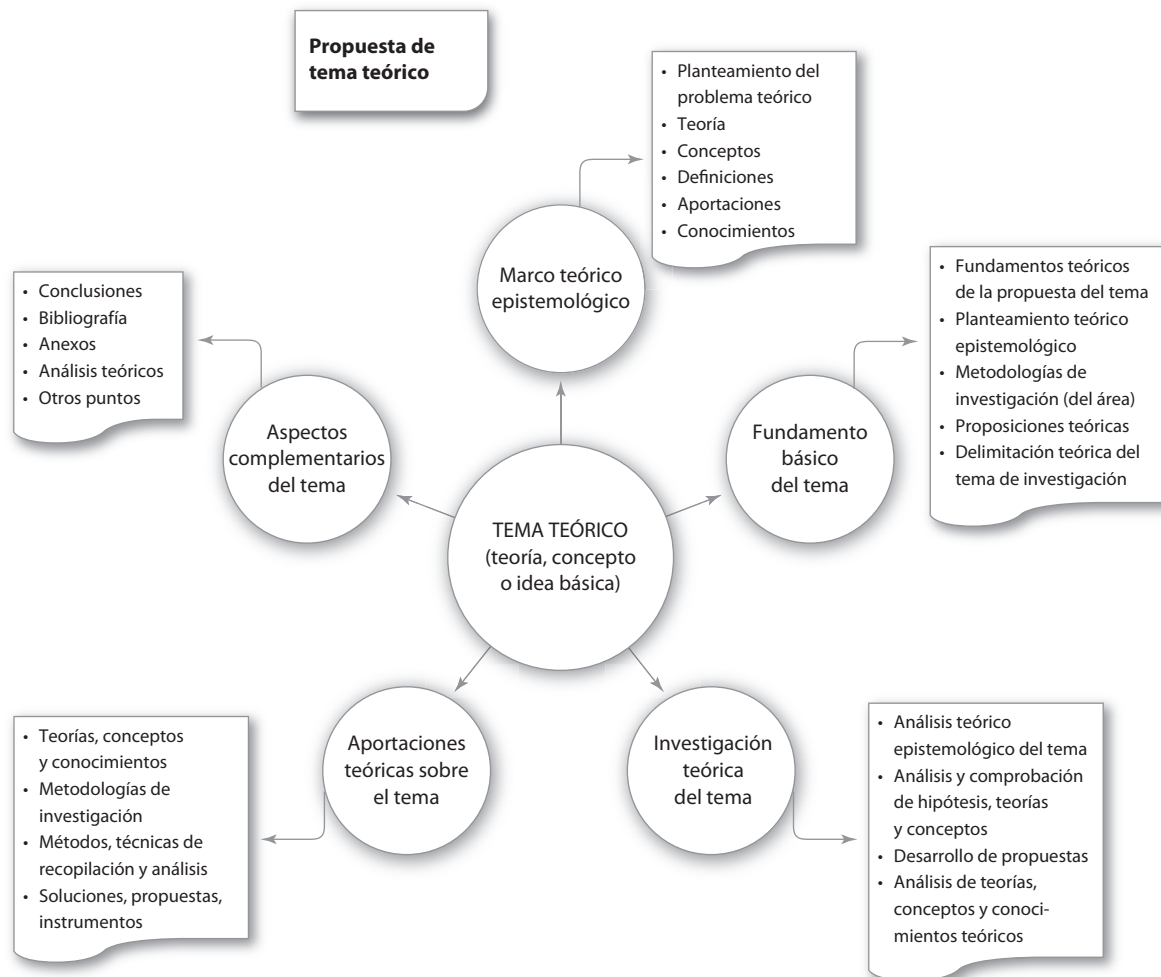 Propuesta de
tema teórico
• Planteamiento del
problema teórico
• Teoría
• Conceptos
• Definiciones
• Aportaciones
• Conocimientos
Marco teórico
epistemológico
• Fundamentos teóricos
de la propuesta del tema
• Planteamiento teórico
epistemológico
• Metodologías de
investigación (del área)
• Proposiciones teóricas
• Delimitación teórica del
tema de investigación
Fundamento
básico
del tema
• Conclusiones
• Bibliografía
• Anexos
• Análisis teóricos
• Otros puntos
Aspectos
complementarios
del tema
TEMA TEÓRICO
(teoría, concepto
o idea básica)
Aportaciones
teóricas sobre
el tema
• Teorías, conceptos
y conocimientos
• Metodologías de
investigación
• Métodos, técnicas de
recopilación y análisis
• Soluciones, propuestas,
instrumentos
Investigación
teórica
del tema
• Análisis teórico
epistemológico del tema
• Análisis y comprobación
de hipótesis, teorías
y conceptos
• Desarrollo de propuestas
• Análisis de teorías,
conceptos y conoci-
mientos teóricos